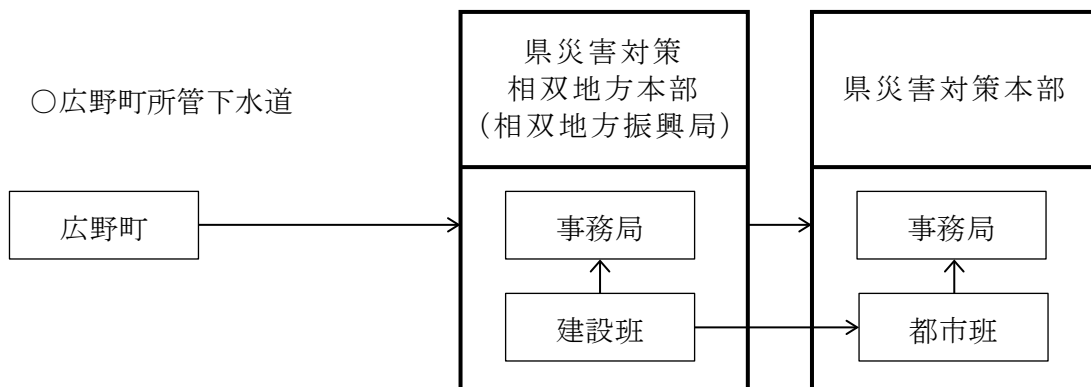 ○広野町所管下水道
県災害対策
相双地方本部
（相双地方振興局）
県災害対策本部
広野町
事務局
事務局
建設班
都市班